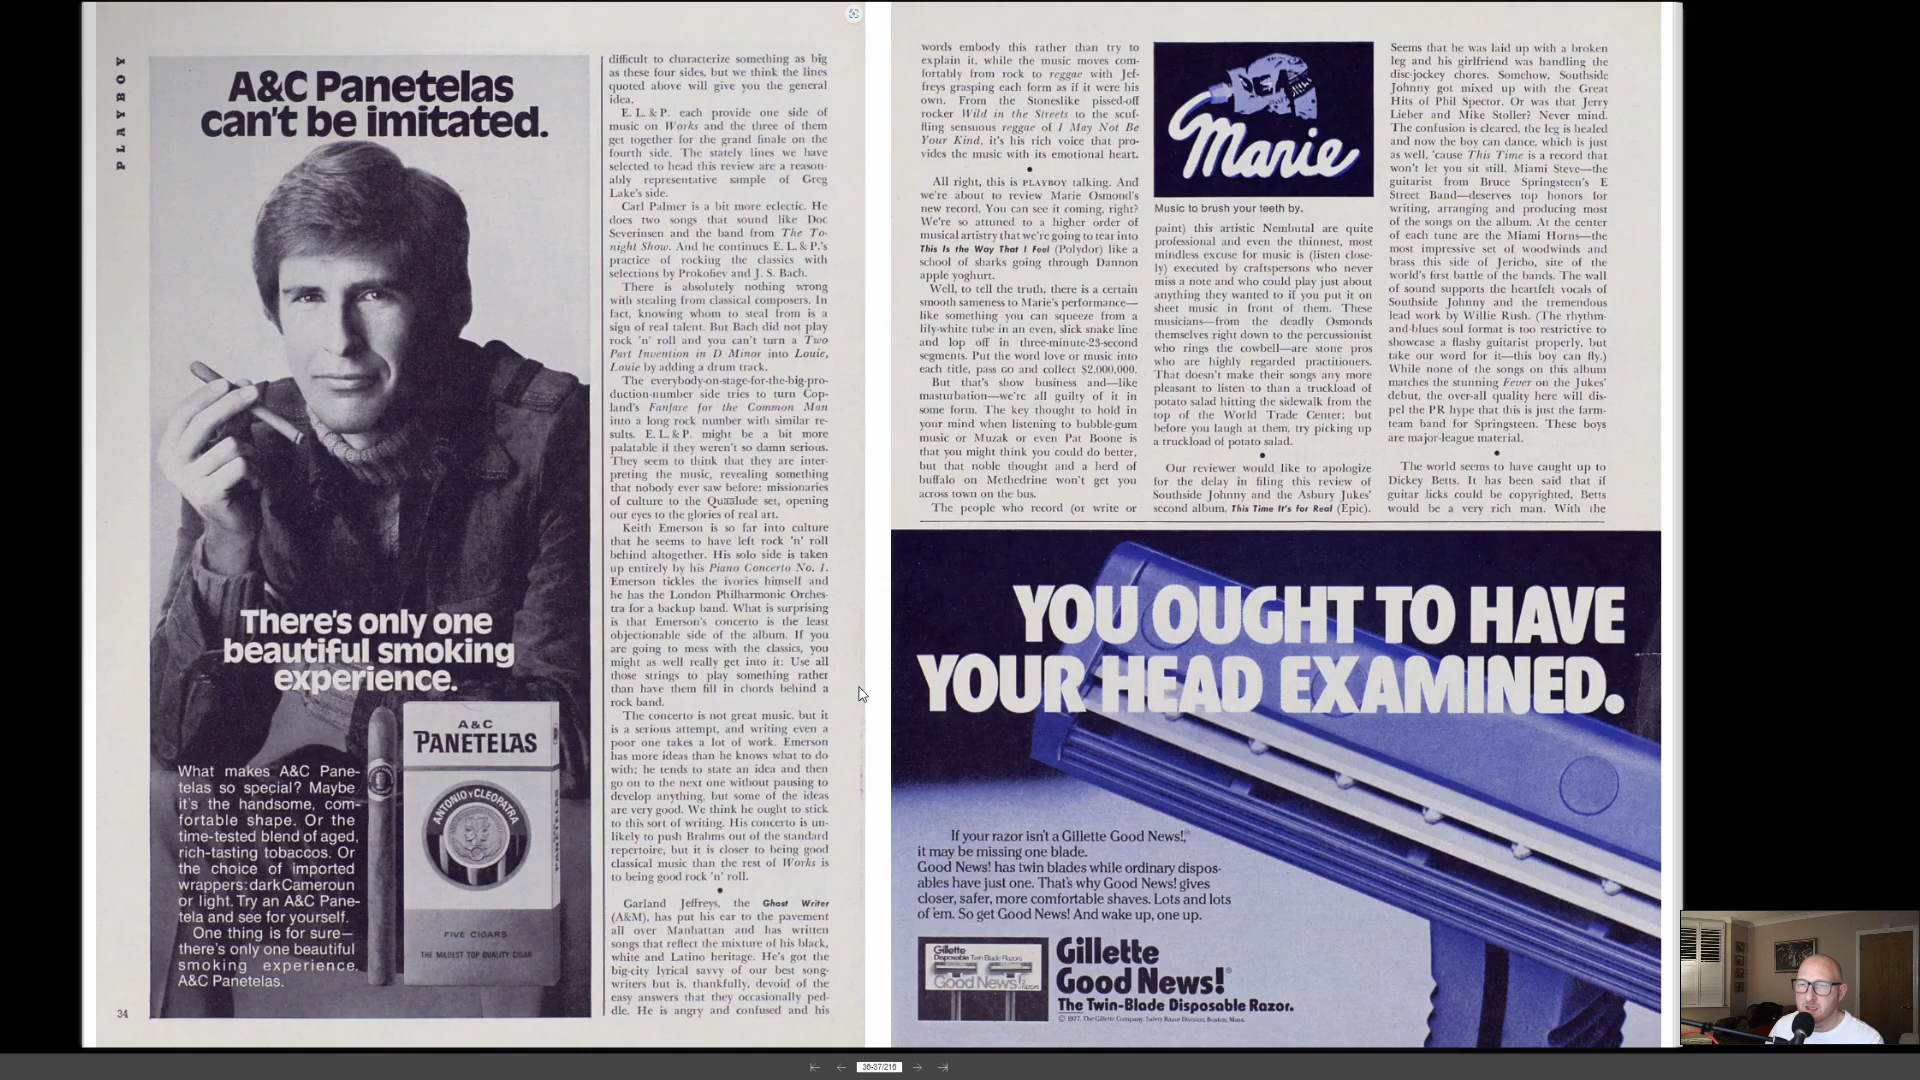 PLAYBOY
A&C Panetelas
can't be imitated.
There's only one
beautiful smoking
experience.
What makes A&C Pane-
telas so special? Maybe
it's the handsome, com-
fortable shape. Or the
time-tested blend of aged,
rich-tasting tobaccos. Or
the choice of imported
wrappers: dark Cameroun
or light. Try an A&C Pane-
tela and see for yourself.
One thing is for sure—
there's only one beautiful
smoking experience.
A&C Panetelas.
A&C
PANETELAS
ANTONIO Y CLEOPATRA
PANETELAS
FIVE CIGARS
THE MILDEST TOP QUALITY CIGAR
34
difficult to characterize something as big
as these four sides, but we think the lines
quoted above will give you the general
idea.
E. L. & P. each provide one side of
music on Works and the three of them
get together for the grand finale on the
fourth side. The stately lines we have
selected to head this review are a reason-
ably representative sample of Greg
Lake's side.
Carl Palmer is a bit more eclectic. He
does two songs that sound like Doc
Severinsen and the band from The To-
night Show. And he continues E. L. & P.'s
practice of rocking the classics with
selections by Prokofiev and J. S. Bach.
There is absolutely nothing wrong
with stealing from classical composers. In
fact, knowing whom to steal from is a
sign of real talent. But Bach did not play
rock 'n' roll and you can't turn a Two
Part Invention in D Minor into Louie,
Louie by adding a drum track.
The everybody-on-stage-for-the-big-pro-
duction-number side tries to turn Cop-
land's Fanfare for the Common Man
into a long rock number with similar re-
sults. E. L. & P. might be a bit more
palatable if they weren't so damn serious.
They seem to think that they are inter-
preting the music, revealing something
that nobody ever saw before: missionaries
of culture to the Quaalude set, opening
our eyes to the glories of real art.
Keith Emerson is so far into culture
that he seems to have left rock 'n' roll
behind altogether. His solo side is taken
up entirely by his Piano Concerto No. 1.
Emerson tickles the ivories himself and
he has the London Philharmonic Orches-
tra for a backup band. What is surprising
is that Emerson's concerto is the least
objectionable side of the album. If you
are going to mess with the classics, you
might as well really get into it: Use all
those strings to play something rather
than have them fill in chords behind a
rock band.
The concerto is not great music, but it
is a serious attempt, and writing even a
poor one takes a lot of work. Emerson
has more ideas than he knows what to do
with; he tends to state an idea and then
go on to the next one without pausing to
develop anything, but some of the ideas
are very good. We think he ought to stick
to this sort of writing. His concerto is un-
likely to push Brahms out of the standard
repertoire, but it is closer to being good
classical music than the rest of Works is
to being good rock 'n' roll.
•
Garland Jeffreys, the Ghost Writer
(A&M), has put his ear to the pavement
all over Manhattan and has written
songs that reflect the mixture of his black,
white and Latino heritage. He's got the
big-city lyrical savvy of our best song-
writers but is, thankfully, devoid of the
easy answers that they occasionally ped-
dle. He is angry and confused and his
words embody this rather than try to
explain it, while the music moves com-
fortably from rock to reggae with Jef-
freys grasping each form as if it were his
own. From the Stoneslike pissed-off
rocker Wild in the Streets to the scuf-
fling sensuous reggae of I May Not Be
Your Kind, it's his rich voice that pro-
vides the music with its emotional heart.
•
All right, this is PLAYBOY talking. And
we're about to review Marie Osmond's
new record. You can see it coming, right?
We're so attuned to a higher order of
musical artistry that we're going to tear into
This Is the Way That I Feel (Polydor) like a
school of sharks going through Dannon
apple yoghurt.
Well, to tell the truth, there is a certain
smooth sameness to Marie's performance—
like something you can squeeze from a
lily-white tube in an even, slick snake line
and lop off in three-minute-23-second
segments. Put the word love or music into
each title, pass go and collect $2,000,000.
But that's show business and—like
masturbation—we're all guilty of it in
some form. The key thought to hold in
your mind when listening to bubble-gum
music or Muzak or even Pat Boone is
that you might think you could do better,
but that noble thought and a herd of
buffalo on Methedrine won't get you
across town on the bus.
The people who record (or write or
Marie
Music to brush your teeth by.
paint) this artistic Nembutal are quite
professional and even the thinnest, most
mindless excuse for music is (listen close-
ly) executed by craftspersons who never
miss a note and who could play just about
anything they wanted to if you put it on
sheet music in front of them. These
musicians—from the deadly Osmonds
themselves right down to the percussionist
who rings the cowbell—are stone pros
who are highly regarded practitioners.
That doesn't make their songs any more
pleasant to listen to than a truckload of
potato salad hitting the sidewalk from the
top of the World Trade Center; but
before you laugh at them, try picking up
a truckload of potato salad.
•
Our reviewer would like to apologize
for the delay in filing this review of
Southside Johnny and the Asbury Jukes'
second album, This Time It's for Real (Epic).
Seems that he was laid up with a broken
leg and his girlfriend was handling the
disc-jockey chores. Somehow, Southside
Johnny got mixed up with the Great
Hits of Phil Spector. Or was that Jerry
Lieber and Mike Stoller? Never mind.
The confusion is cleared, the leg is healed
and now the boy can dance, which is just
as well, 'cause This Time is a record that
won't let you sit still. Miami Steve—the
guitarist from Bruce Springsteen's E
Street Band—deserves top honors for
writing, arranging and producing most
of the songs on the album. At the center
of each tune are the Miami Horns—the
most impressive set of woodwinds and
brass this side of Jericho, site of the
world's first battle of the bands. The wall
of sound supports the heartfelt vocals of
Southside Johnny and the tremendous
lead work by Willie Rush. (The rhythm-
and-blues soul format is too restrictive to
showcase a flashy guitarist properly, but
take our word for it—this boy can fly.)
While none of the songs on this album
matches the stunning Fever on the Jukes'
debut, the over-all quality here will dis-
pel the PR hype that this is just the farm-
team band for Springsteen. These boys
are major-league material.
•
The world seems to have caught up to
Dickey Betts. It has been said that if
guitar licks could be copyrighted, Betts
would be a very rich man. With the
YOU OUGHT TO HAVE
YOUR HEAD EXAMINED.
If your razor isn't a Gillette Good News!,®
it may be missing one blade.
Good News! has twin blades while ordinary dispos-
ables have just one. That's why Good News! gives
closer, safer, more comfortable shaves. Lots and lots
of 'em. So get Good News! And wake up, one up.
Gillette
Disposable Twin Blade Razors
Good News!
Gillette
Good News!®
The Twin-Blade Disposable Razor.
© 1977, The Gillette Company, Safety Razor Division, Boston, Mass.
36-37/216